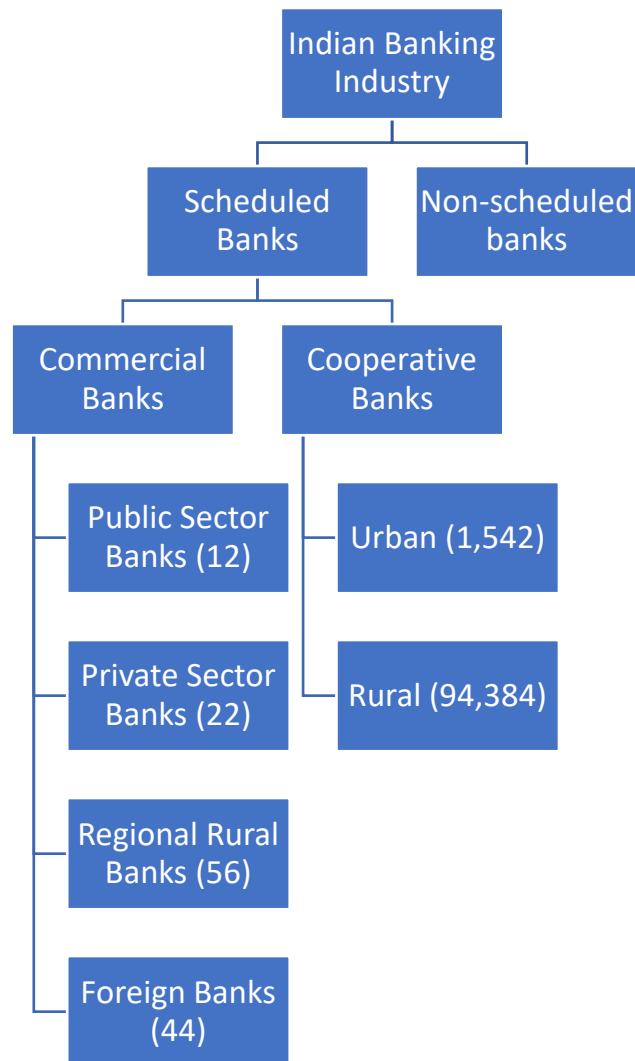 Indian Banking
Industry
Scheduled
Banks
Non-scheduled
banks
Commercial
Banks
Cooperative
Banks
Public Sector
Banks (12)
Urban (1,542)
Private Sector
Banks (22)
Rural (94,384)
Regional Rural
Banks (56)
Foreign Banks
(44)